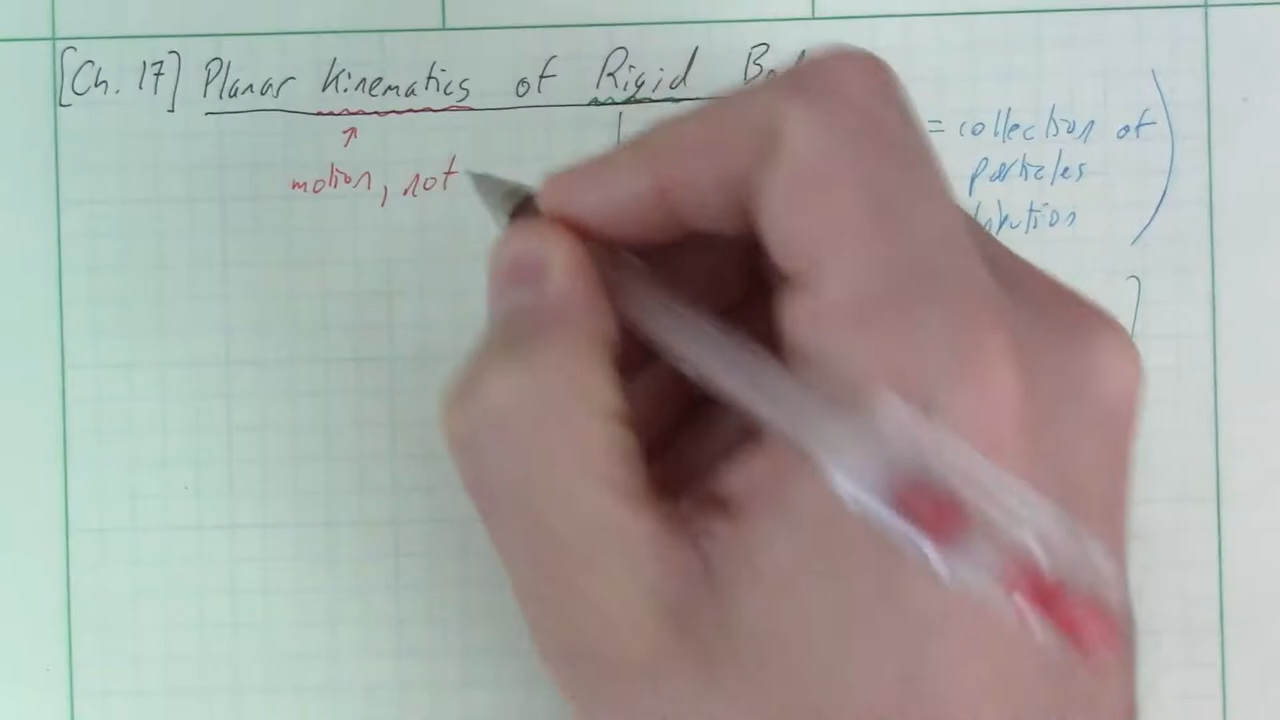 [Ch. 17] Planar Kinematics of Rigid
= collection of
particles
motion, not